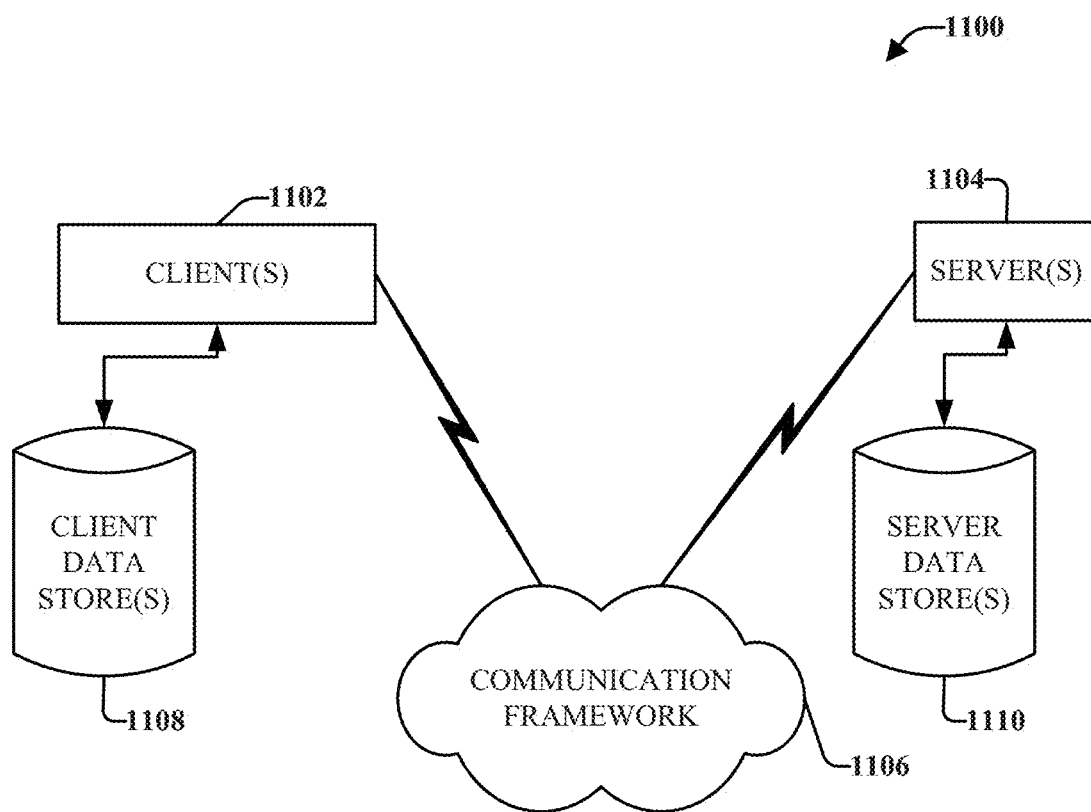 1100
1102
1104
CLIENT(S)
SERVER(S)
CLIENT
DATA
STORE(S)
SERVER
DATA
STORE(S)
COMMUNICATION
FRAMEWORK
1108
1110
1106